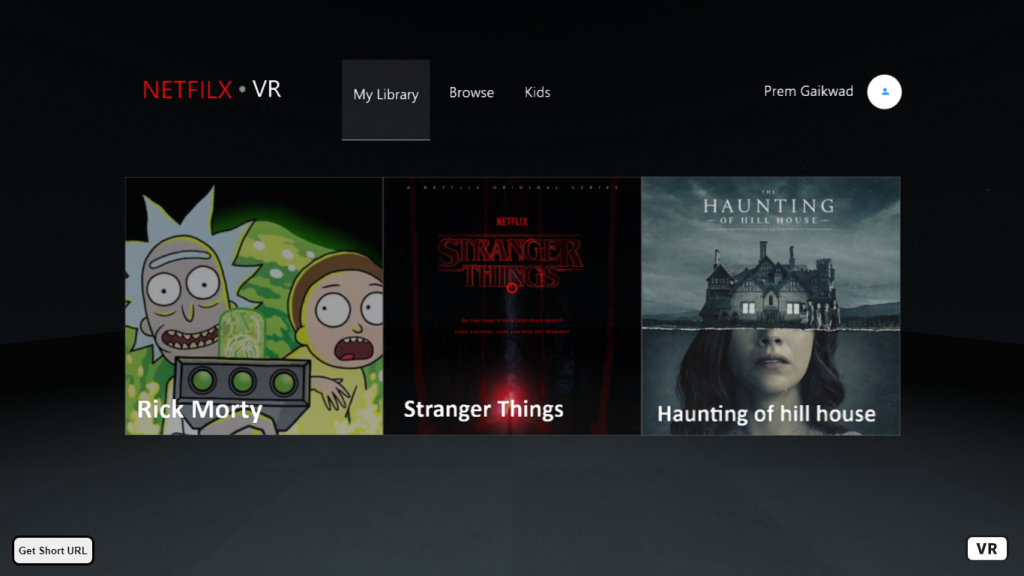 NETFILX • VR
My Library
Browse
Kids
Prem Gaikwad
A NETFLIX ORIGINAL SERIES
NETFLIX
STRANGER
THINGS
Rick Morty
Stranger Things
THE
HAUNTING
OF HILL HOUSE
Haunting of hill house
Get Short URL
VR